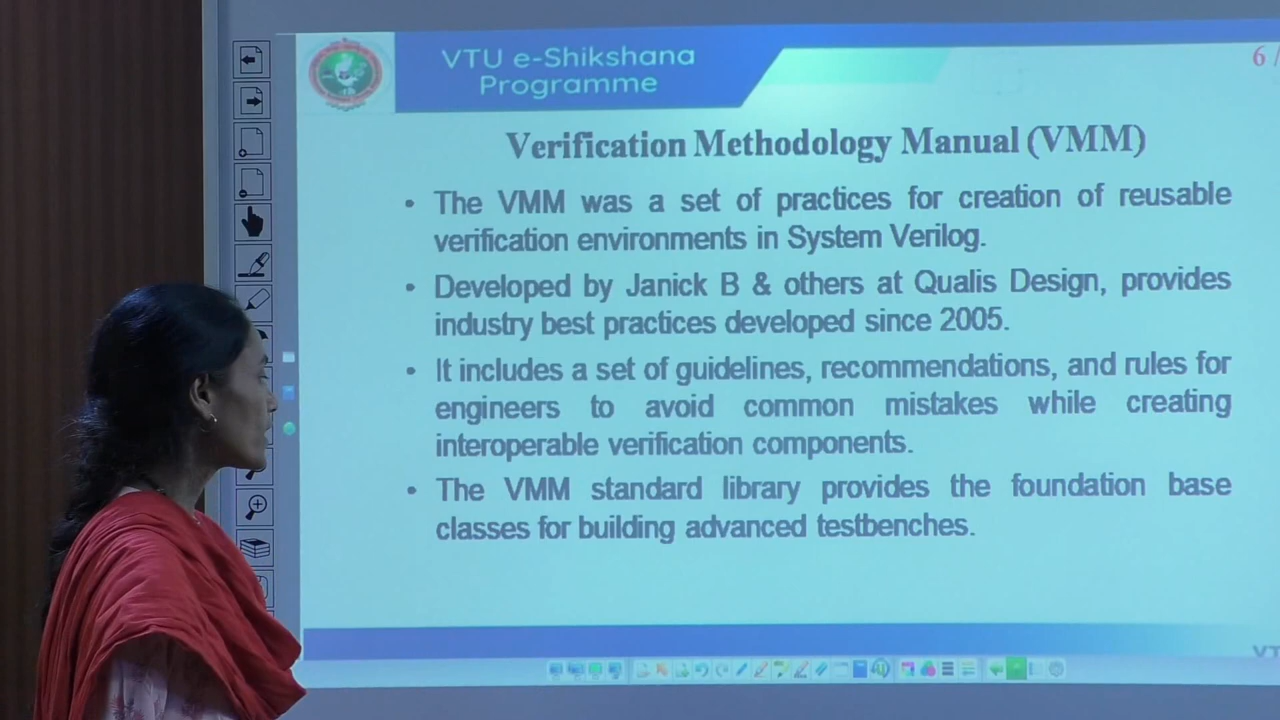 VTU e-Shikshana
Programme
6 /
Verification Methodology Manual (VMM)
• The VMM was a set of practices for creation of reusable
verification environments in System Verilog.
• Developed by Janick B & others at Qualis Design, provides
industry best practices developed since 2005.
• It includes a set of guidelines, recommendations, and rules for
engineers to avoid common mistakes while creating
interoperable verification components.
• The VMM standard library provides the foundation base
classes for building advanced testbenches.
VT